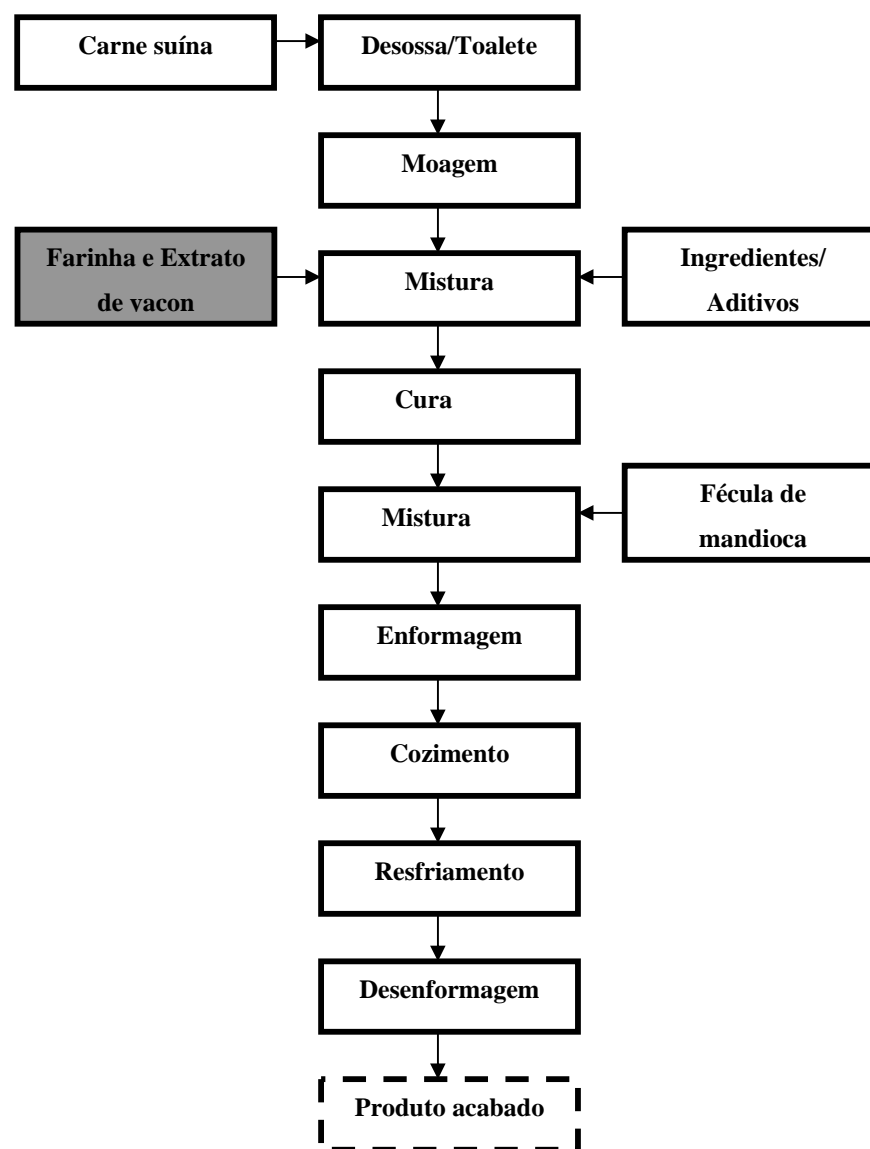 Carne suína
Desossa/Toalete
Moagem
Farinha e Extrato
de vacon
Mistura
Ingredientes/
Aditivos
Cura
Mistura
Fécula de
mandioca
Enformagem
Cozimento
Resfriamento
Desenformagem
Produto acabado